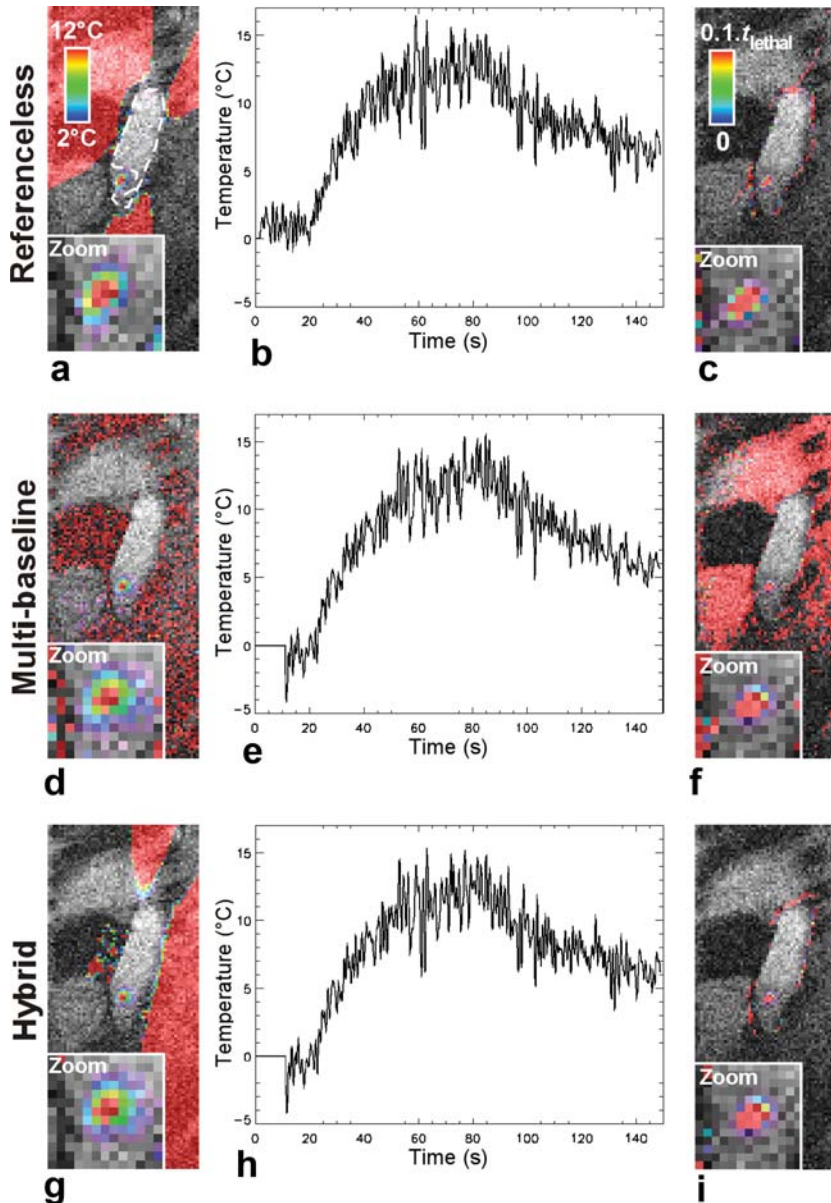 Referenceless
12°C
2°C
Zoom
a
Temperature (°C)
15
10
5
0
−5
0 20 40 60 80 100 120 140
Time (s)
b
0.1.tlethal
0
Zoom
c
Multi-baseline
Zoom
d
Temperature (°C)
15
10
5
0
−5
0 20 40 60 80 100 120 140
Time (s)
e
Zoom
f
Hybrid
Zoom
g
Temperature (°C)
15
10
5
0
−5
0 20 40 60 80 100 120 140
Time (s)
h
Zoom
i